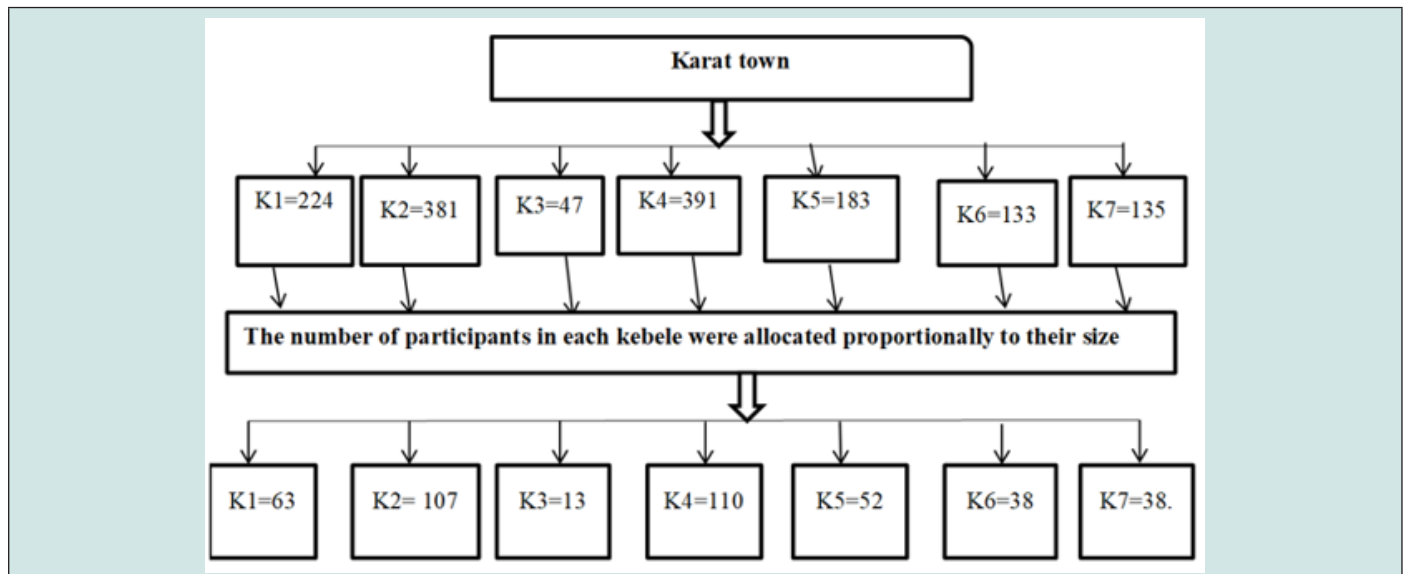 Karat town
K1=224
K2=381
K3=47
K4=391
K5=183
K6=133
K7=135
The number of participants in each kebele were allocated proportionally to their size
K1=63
K2= 107
K3=13
K4=110
K5=52
K6=38
K7=38.